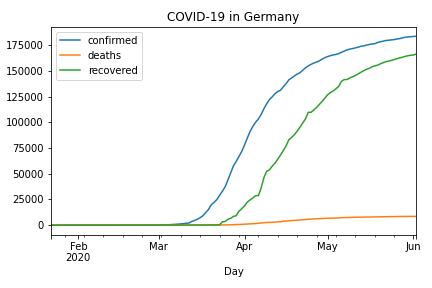 COVID-19 in Germany
confirmed
deaths
recovered
175000
150000
125000
100000
75000
50000
25000
0
Feb Mar Apr May Jun
2020
Day